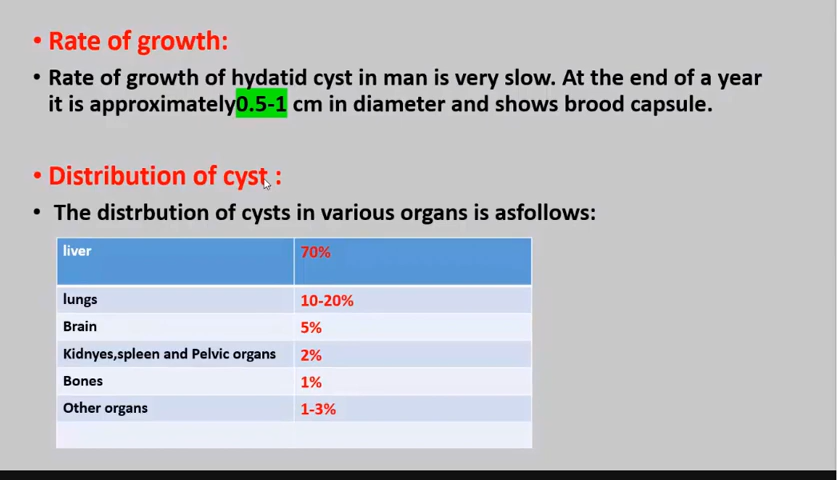 • Rate of growth:
• Rate of growth of hydatid cyst in man is very slow. At the end of a year
it is approximately0.5-1 cm in diameter and shows brood capsule.
• Distribution of cyst :
• The distrbution of cysts in various organs is asfollows:
liver 70%
lungs 10-20%
Brain 5%
Kidnyes,spleen and Pelvic organs 2%
Bones 1%
Other organs 1-3%